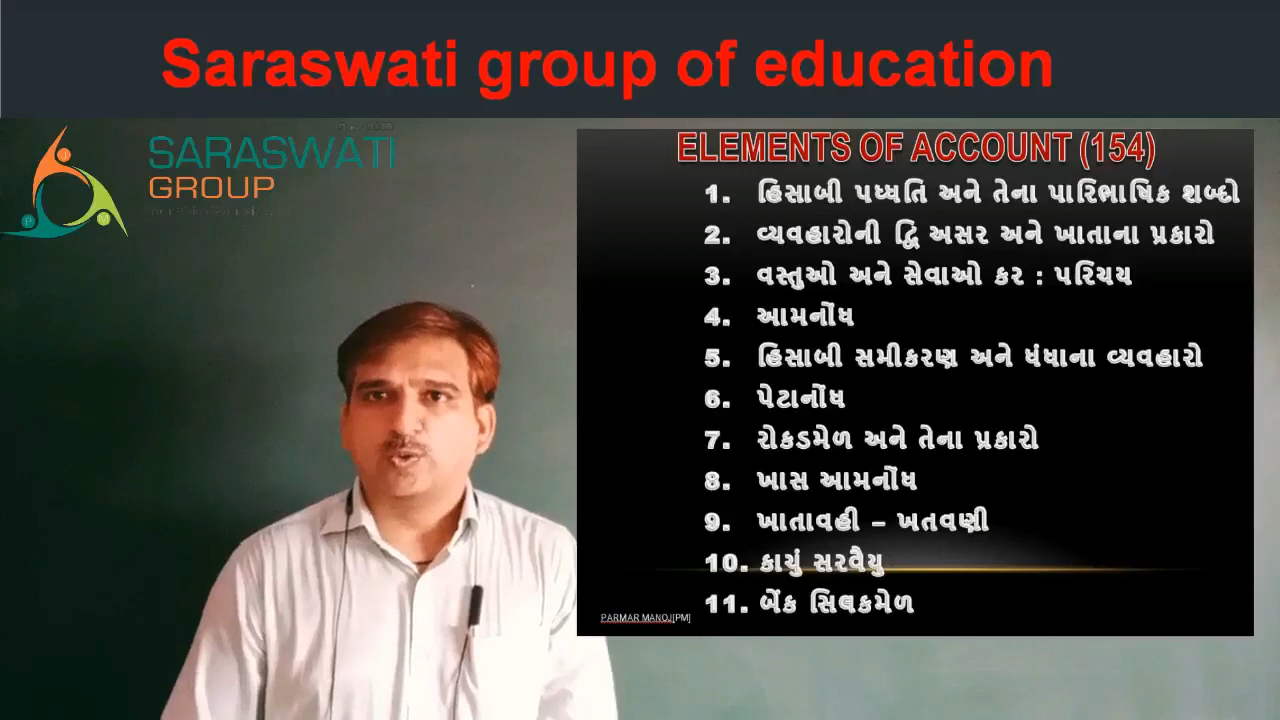 Saraswati group of education
SARASWATI
GROUP
J
P
M
ELEMENTS OF ACCOUNT (154)
1. હિસાબી પધ્ધતિ અને તેના પારિભાષિક શબ્દો
2. વ્યવહારોની દ્વિ અસર અને ખાતાના પ્રકારો
3. વસ્તુઓ અને સેવાઓ કર : પરિચય
4. આમનોંધ
5. હિસાબી સમીકરણ અને ધંધાના વ્યવહારો
6. પેટાનોંધ
7. રોકડમેળ અને તેના પ્રકારો
8. ખાસ આમનોંધ
9. ખાતાવહી – ખતવણી
10. કાચું સરવૈયુ
11. બેંક સિલકમેળ
PARMAR MANOJ[PM]